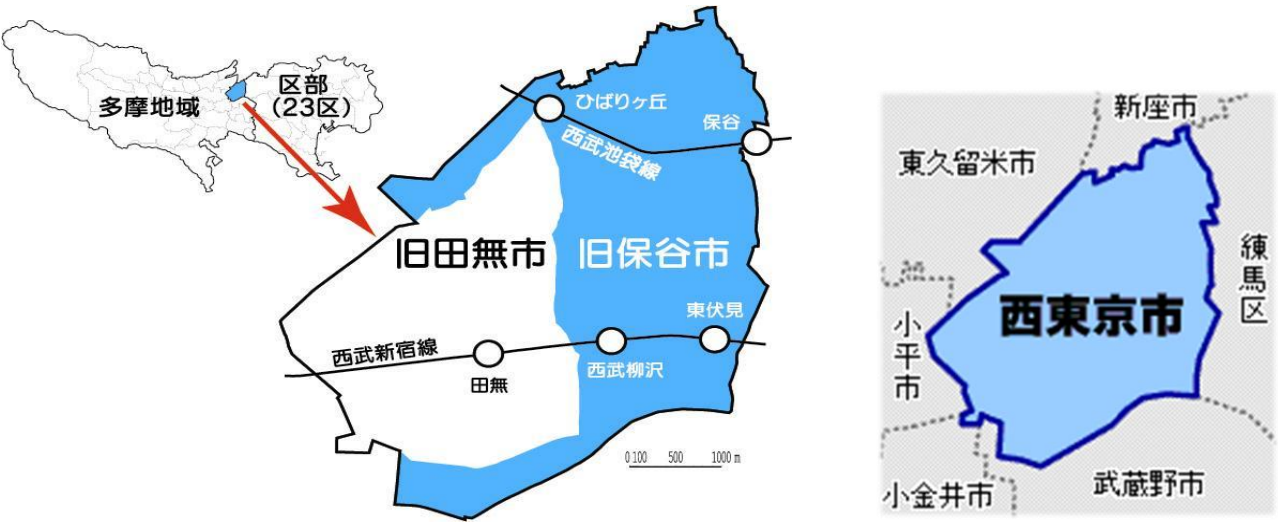 多摩地域
区部
(23区)
ひばりヶ丘
保谷
西武池袋線
旧田無市
旧保谷市
東伏見
西武新宿線
田無
西武柳沢
0 100 500 1000 m
新座市
東久留米市
練馬区
西東京市
小平市
小金井市
武蔵野市